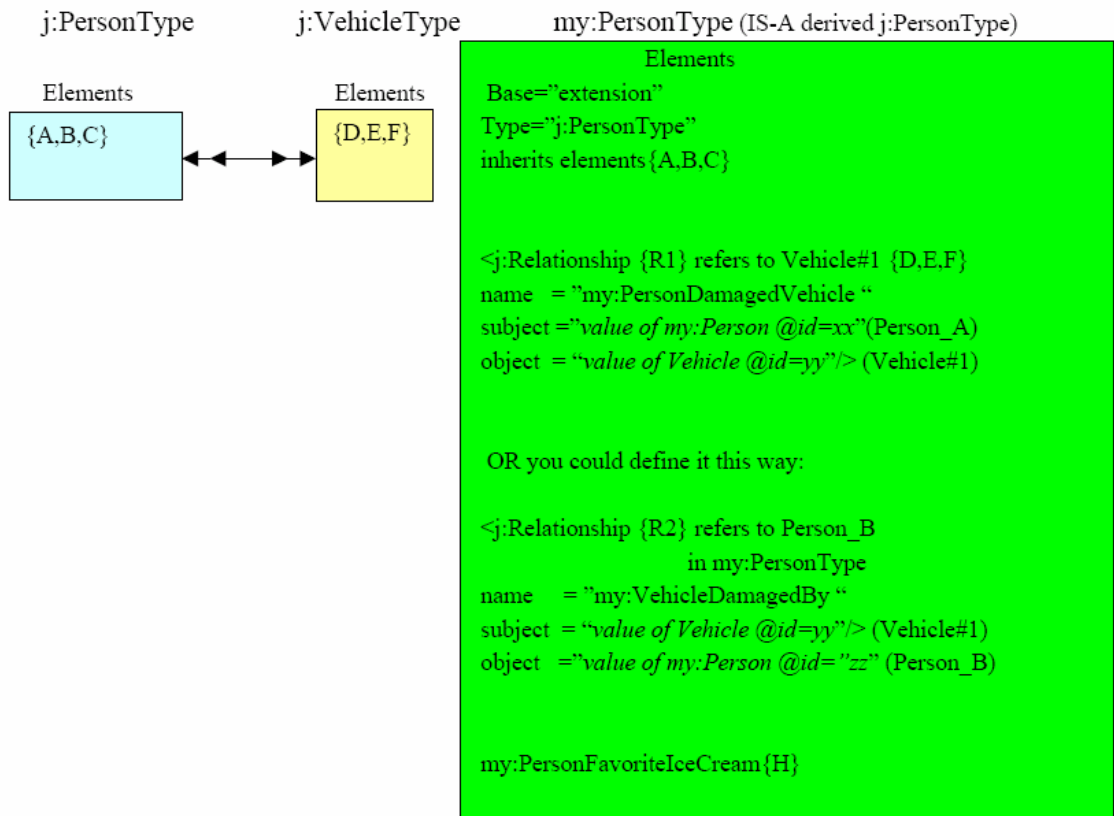 j:PersonType j:VehicleType my:PersonType (IS-A derived j:PersonType)
Elements
{A,B,C}
Elements
{D,E,F}
Elements
Base=”extension”
Type=”j:PersonType”
inherits elements{A,B,C}
<j:Relationship {R1} refers to Vehicle#1 {D,E,F}
name = ”my:PersonDamagedVehicle “
subject =”value of my:Person @id=xx”(Person_A)
object = “value of Vehicle @id=yy”/> (Vehicle#1)
OR you could define it this way:
<j:Relationship {R2} refers to Person_B
in my:PersonType
name = ”my:VehicleDamagedBy “
subject = “value of Vehicle @id=yy”/> (Vehicle#1)
object =”value of my:Person @id=”zz” (Person_B)
my:PersonFavoriteIceCream{H}